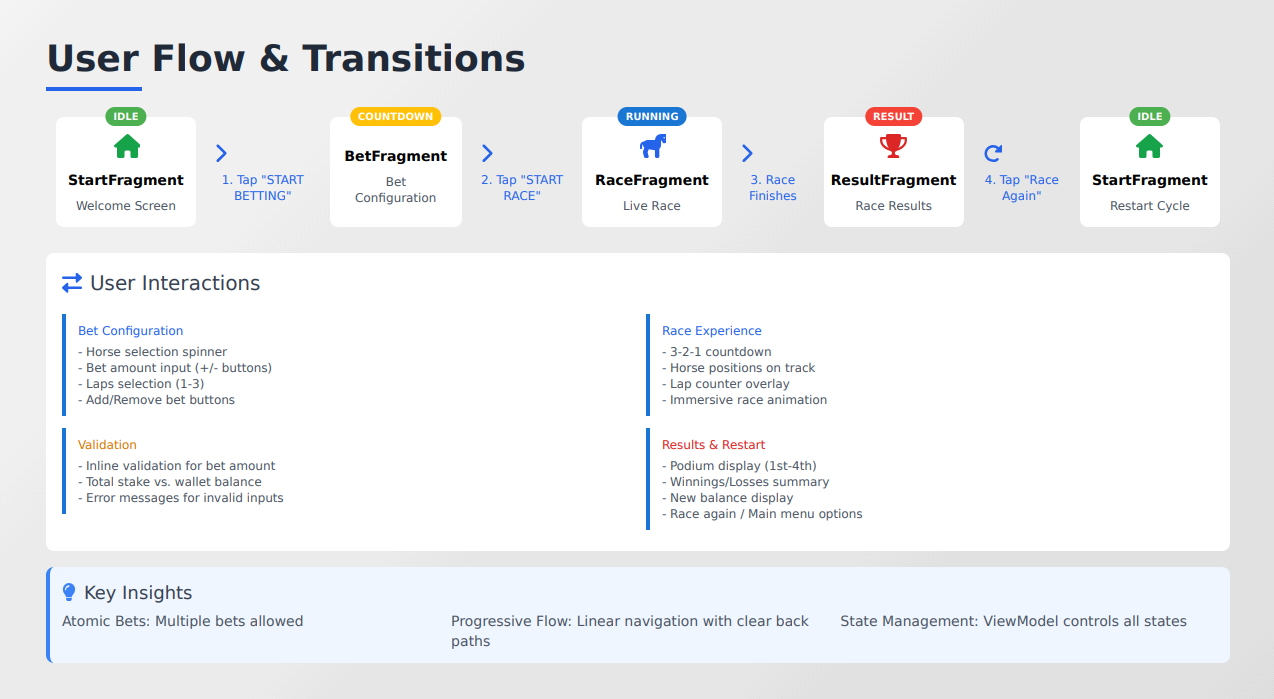 User Flow & Transitions
IDLE
StartFragment
Welcome Screen
1. Tap "START
BETTING"
COUNTDOWN
BetFragment
Bet
Configuration
2. Tap "START
RACE"
RUNNING
RaceFragment
Live Race
3. Race
Finishes
RESULT
ResultFragment
Race Results
4. Tap "Race
Again"
IDLE
StartFragment
Restart Cycle
User Interactions
Bet Configuration
- Horse selection spinner
- Bet amount input (+/- buttons)
- Laps selection (1-3)
- Add/Remove bet buttons
Race Experience
- 3-2-1 countdown
- Horse positions on track
- Lap counter overlay
- Immersive race animation
Validation
- Inline validation for bet amount
- Total stake vs. wallet balance
- Error messages for invalid inputs
Results & Restart
- Podium display (1st-4th)
- Winnings/Losses summary
- New balance display
- Race again / Main menu options
Key Insights
Atomic Bets: Multiple bets allowed
Progressive Flow: Linear navigation with clear back
paths
State Management: ViewModel controls all states